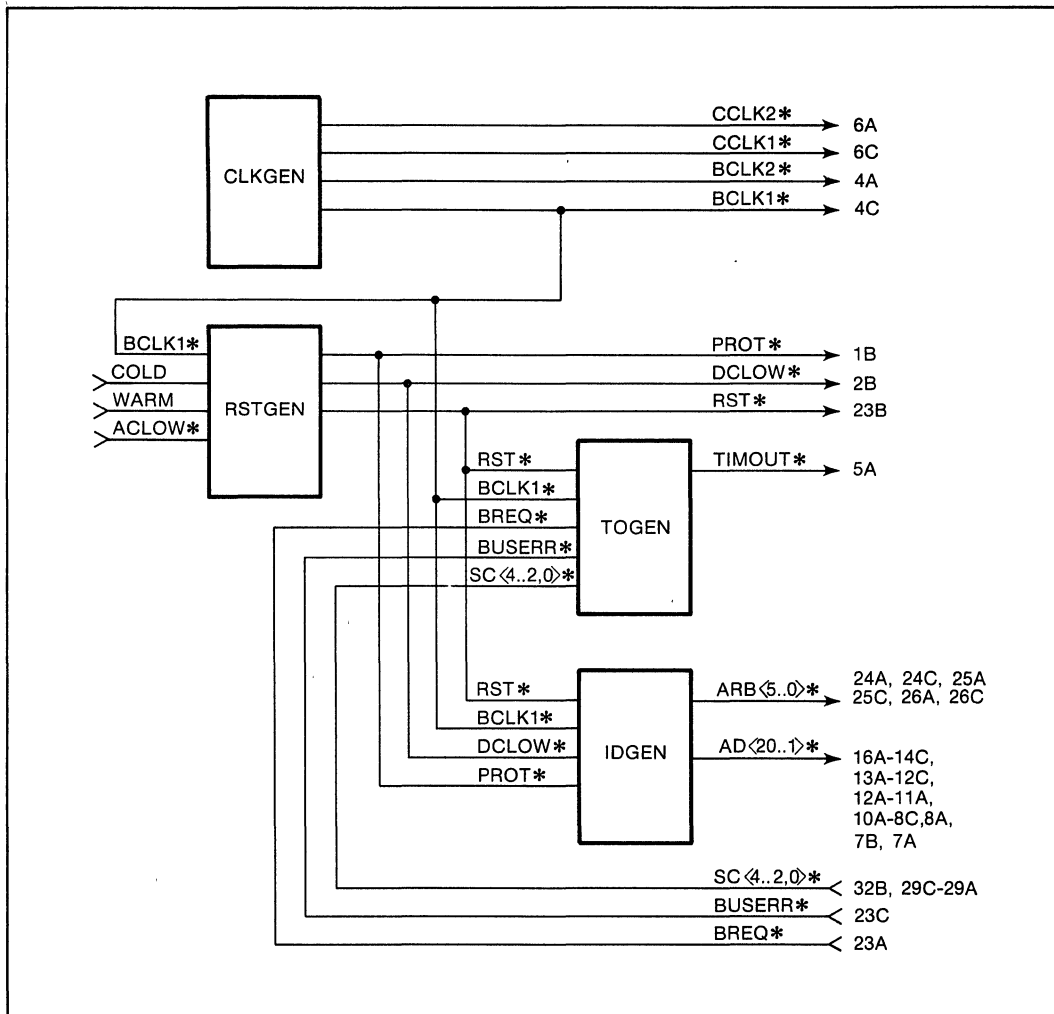 CLKGEN
CCLK2* 6A
CCLK1* 6C
BCLK2* 4A
BCLK1* 4C
BCLK1*
COLD
WARM
ACLOW*
RSTGEN
PROT* 1B
DCLOW* 2B
RST* 23B
RST*
BCLK1*
BREQ*
BUSERR*
SC<4..2,0>*
TOGEN
TIMOUT* 5A
RST*
BCLK1*
DCLOW*
PROT*
IDGEN
ARB<5..0>*
24A, 24C, 25A
25C, 26A, 26C
AD<20..1>*
16A-14C,
13A-12C,
12A-11A,
10A-8C,8A,
7B, 7A
SC<4..2,0>* 32B, 29C-29A
BUSERR* 23C
BREQ* 23A